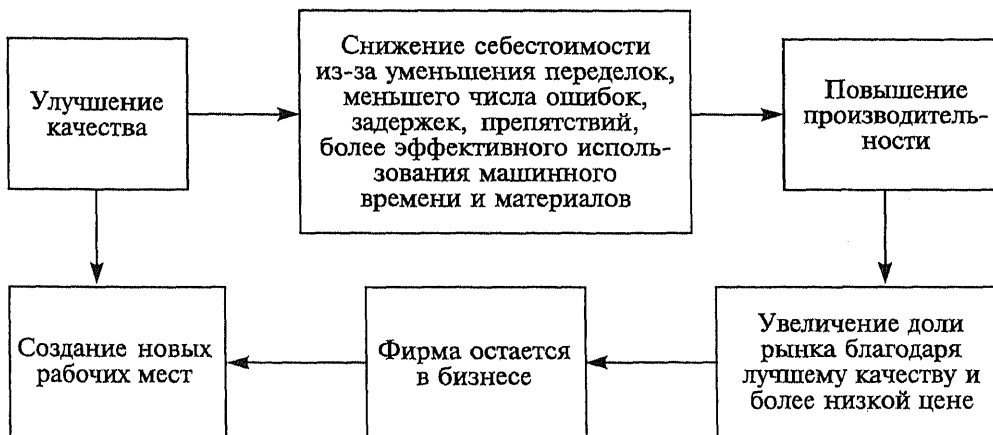 Улучшение
качества
Снижение себестоимости
из-за уменьшения переделок,
меньшего числа ошибок,
задержек, препятствий,
более эффективного исполь-
зования машинного
времени и материалов
Повышение
производитель-
ности
Создание новых
рабочих мест
Фирма остается
в бизнесе
Увеличение доли
рынка благодаря
лучшему качеству и
более низкой цене